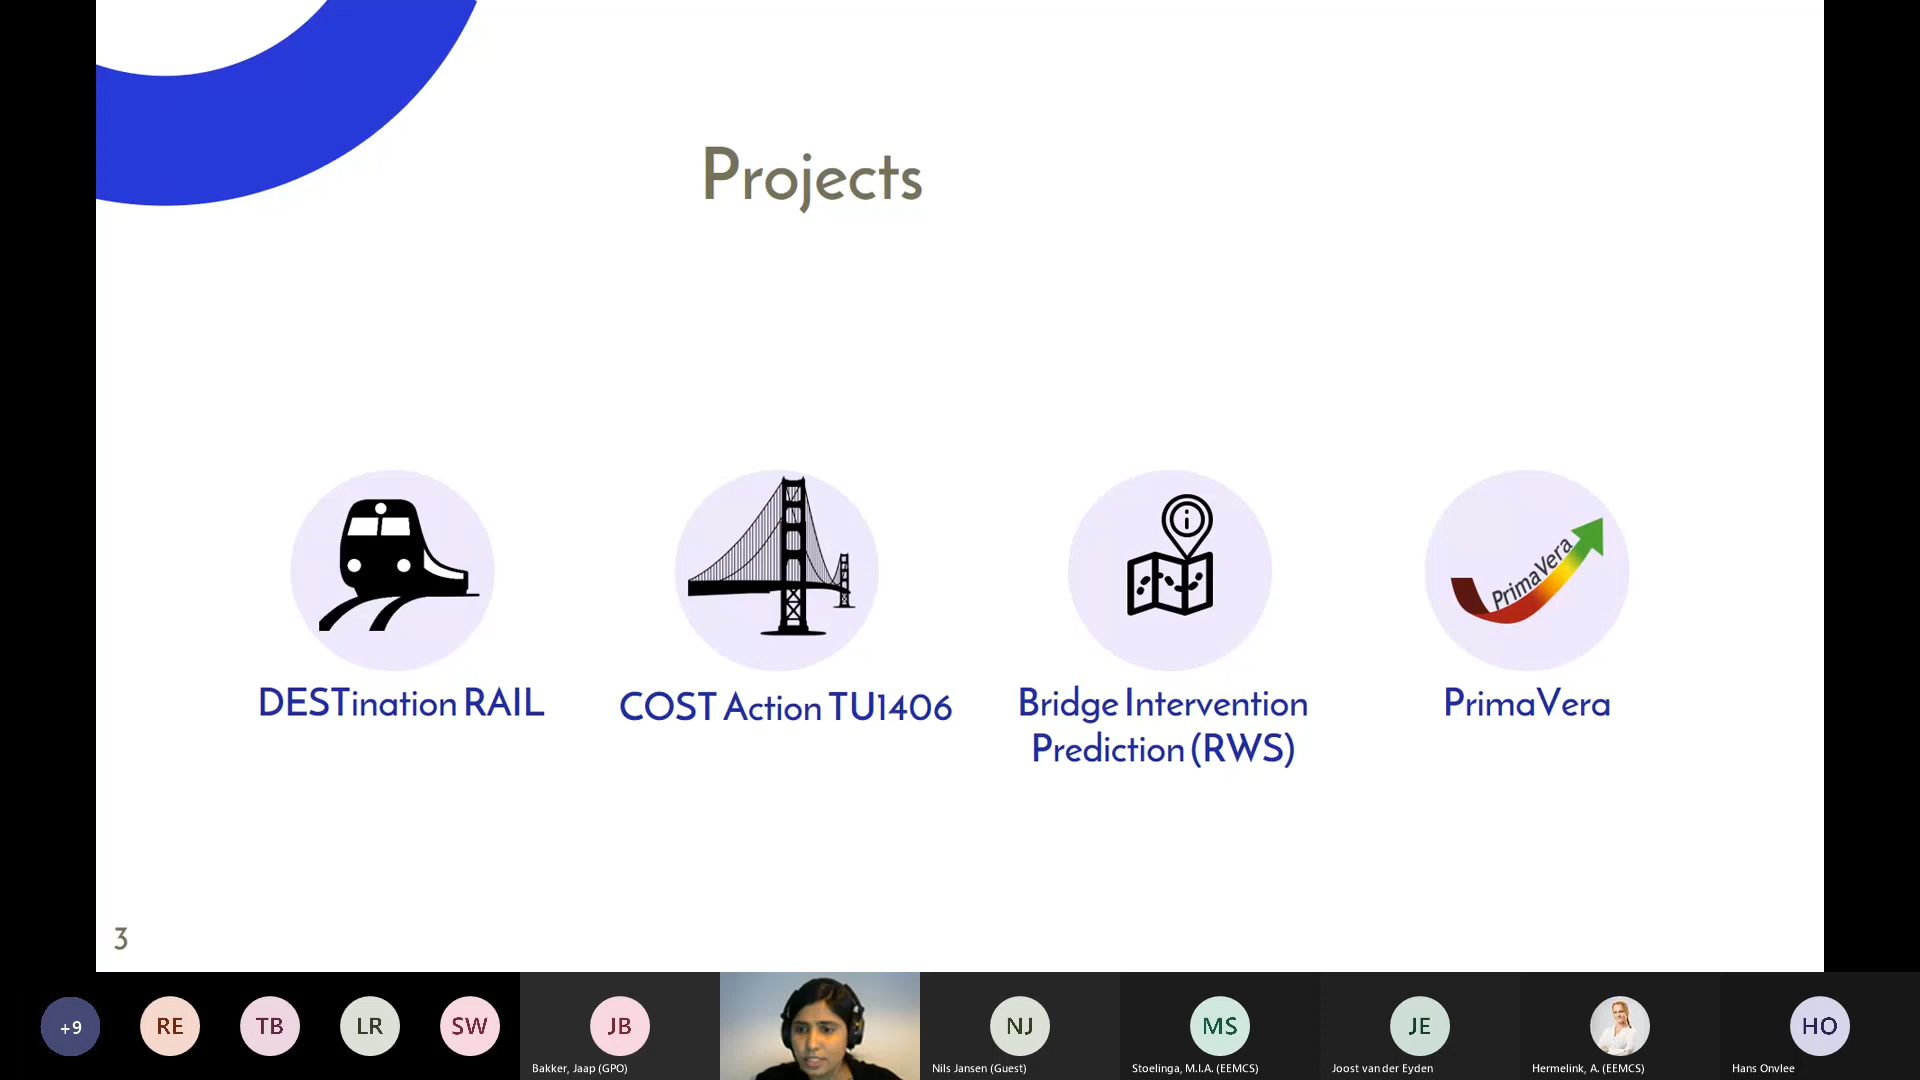 Projects
PrimaVera
DESTination RAIL
COST Action TU1406
Bridge Intervention
Prediction (RWS)
PrimaVera
3
+9
RE
TB
LR
SW
JB
NJ
MS
JE
HO
Bakker, Jaap (GPO)
Nils Jansen (Guest)
Stoelinga, M.I.A. (EEMCS)
Joost van der Eyden
Hermelink, A. (EEMCS)
Hans Onvlee